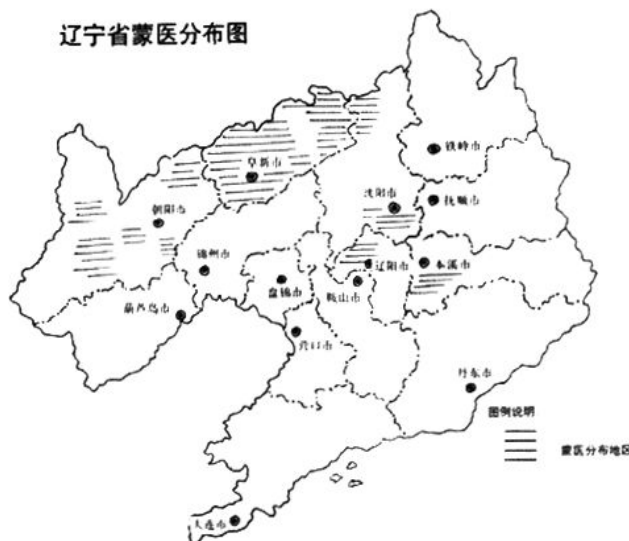 辽宁省蒙医分布图
铁岭市
阜新市
沈阳市
抚顺市
朝阳市
锦州市
辽阳市
本溪市
盘锦市
鞍山市
葫芦岛市
营口市
丹东市
图例说明
蒙医分布地区
大连市